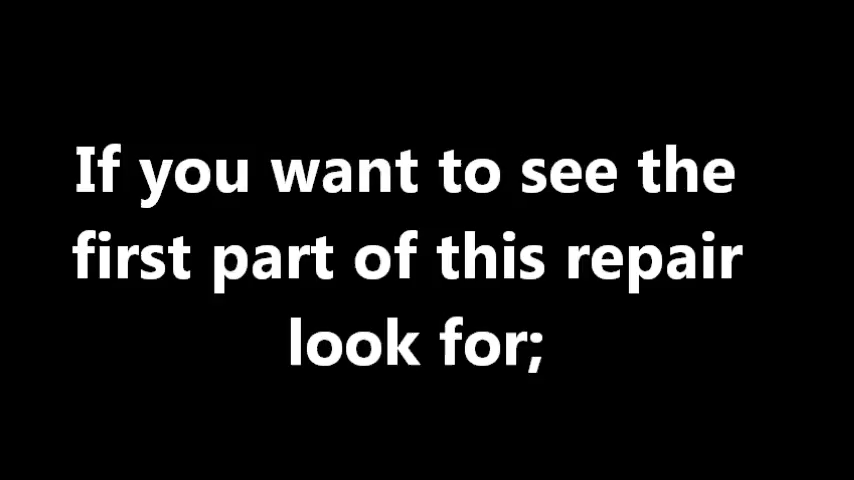 If you want to see the
first part of this repair
look for;